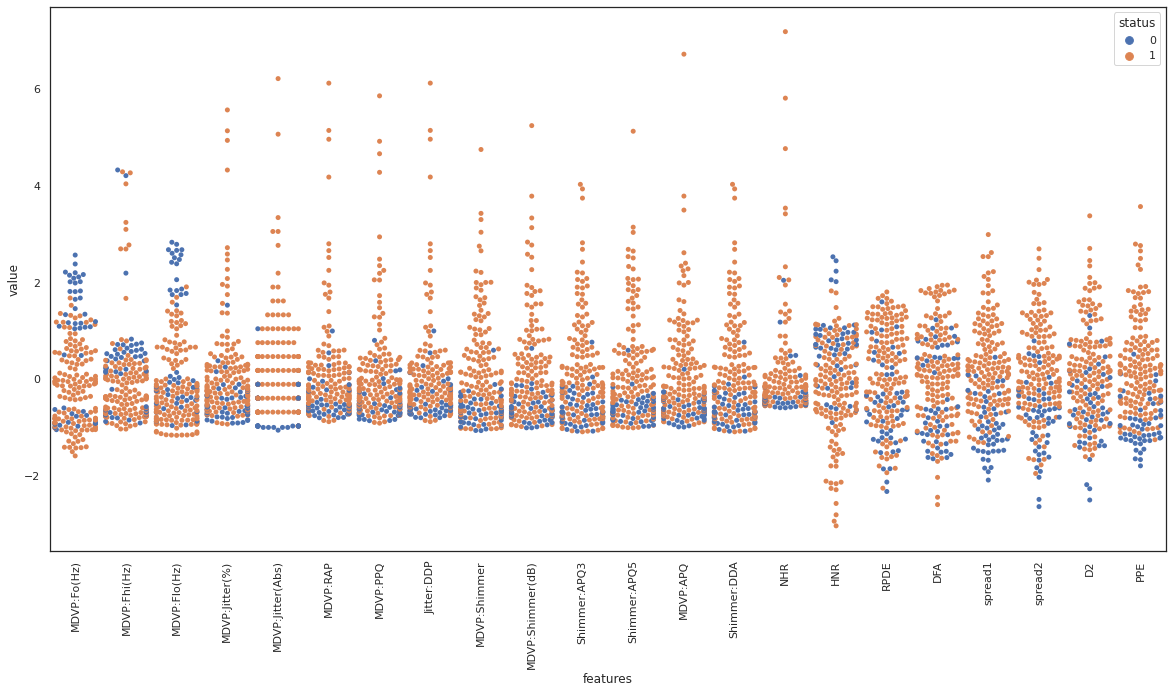 status
0
1
value
6
4
2
0
−2
MDVP:Fo(Hz)
MDVP:Fhi(Hz)
MDVP:Flo(Hz)
MDVP:Jitter(%)
MDVP:Jitter(Abs)
MDVP:RAP
MDVP:PPQ
Jitter:DDP
MDVP:Shimmer
MDVP:Shimmer(dB)
Shimmer:APQ3
Shimmer:APQ5
MDVP:APQ
Shimmer:DDA
NHR
HNR
RPDE
DFA
spread1
spread2
D2
PPE
features